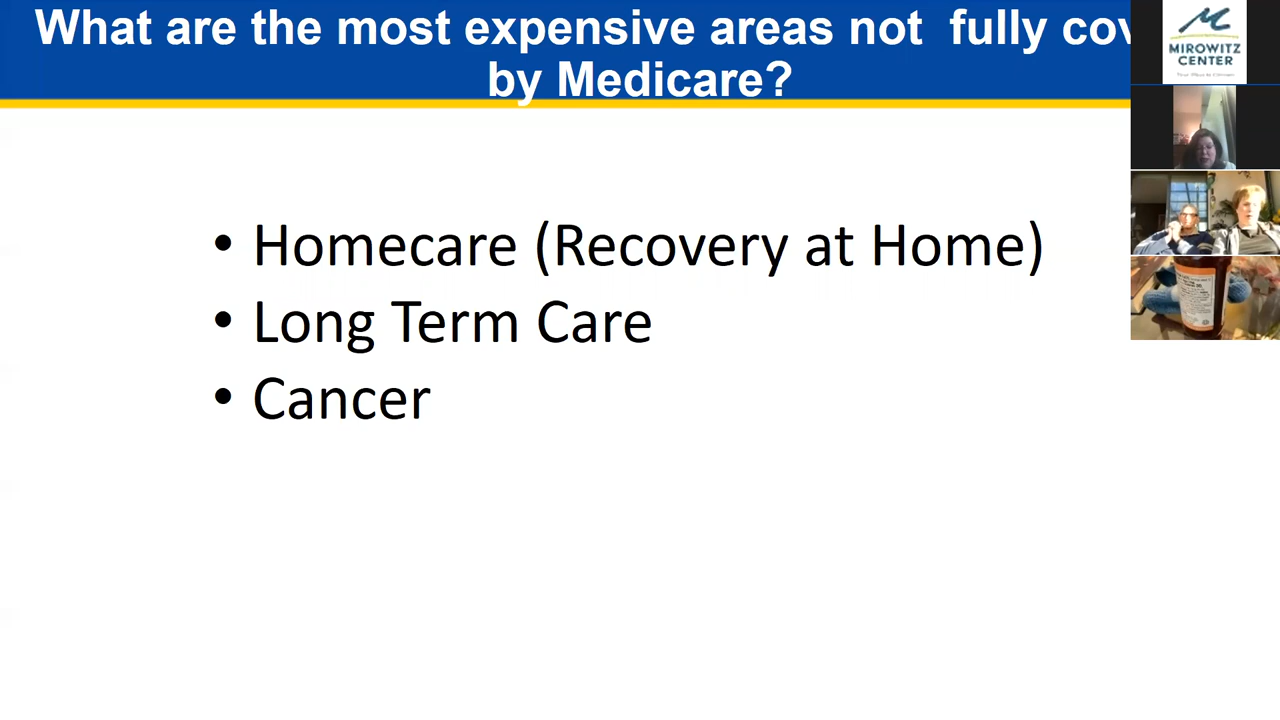 What are the most expensive areas not  fully cov
by Medicare?
• Homecare (Recovery at Home)
• Long Term Care
• Cancer
MIROWITZ
CENTER